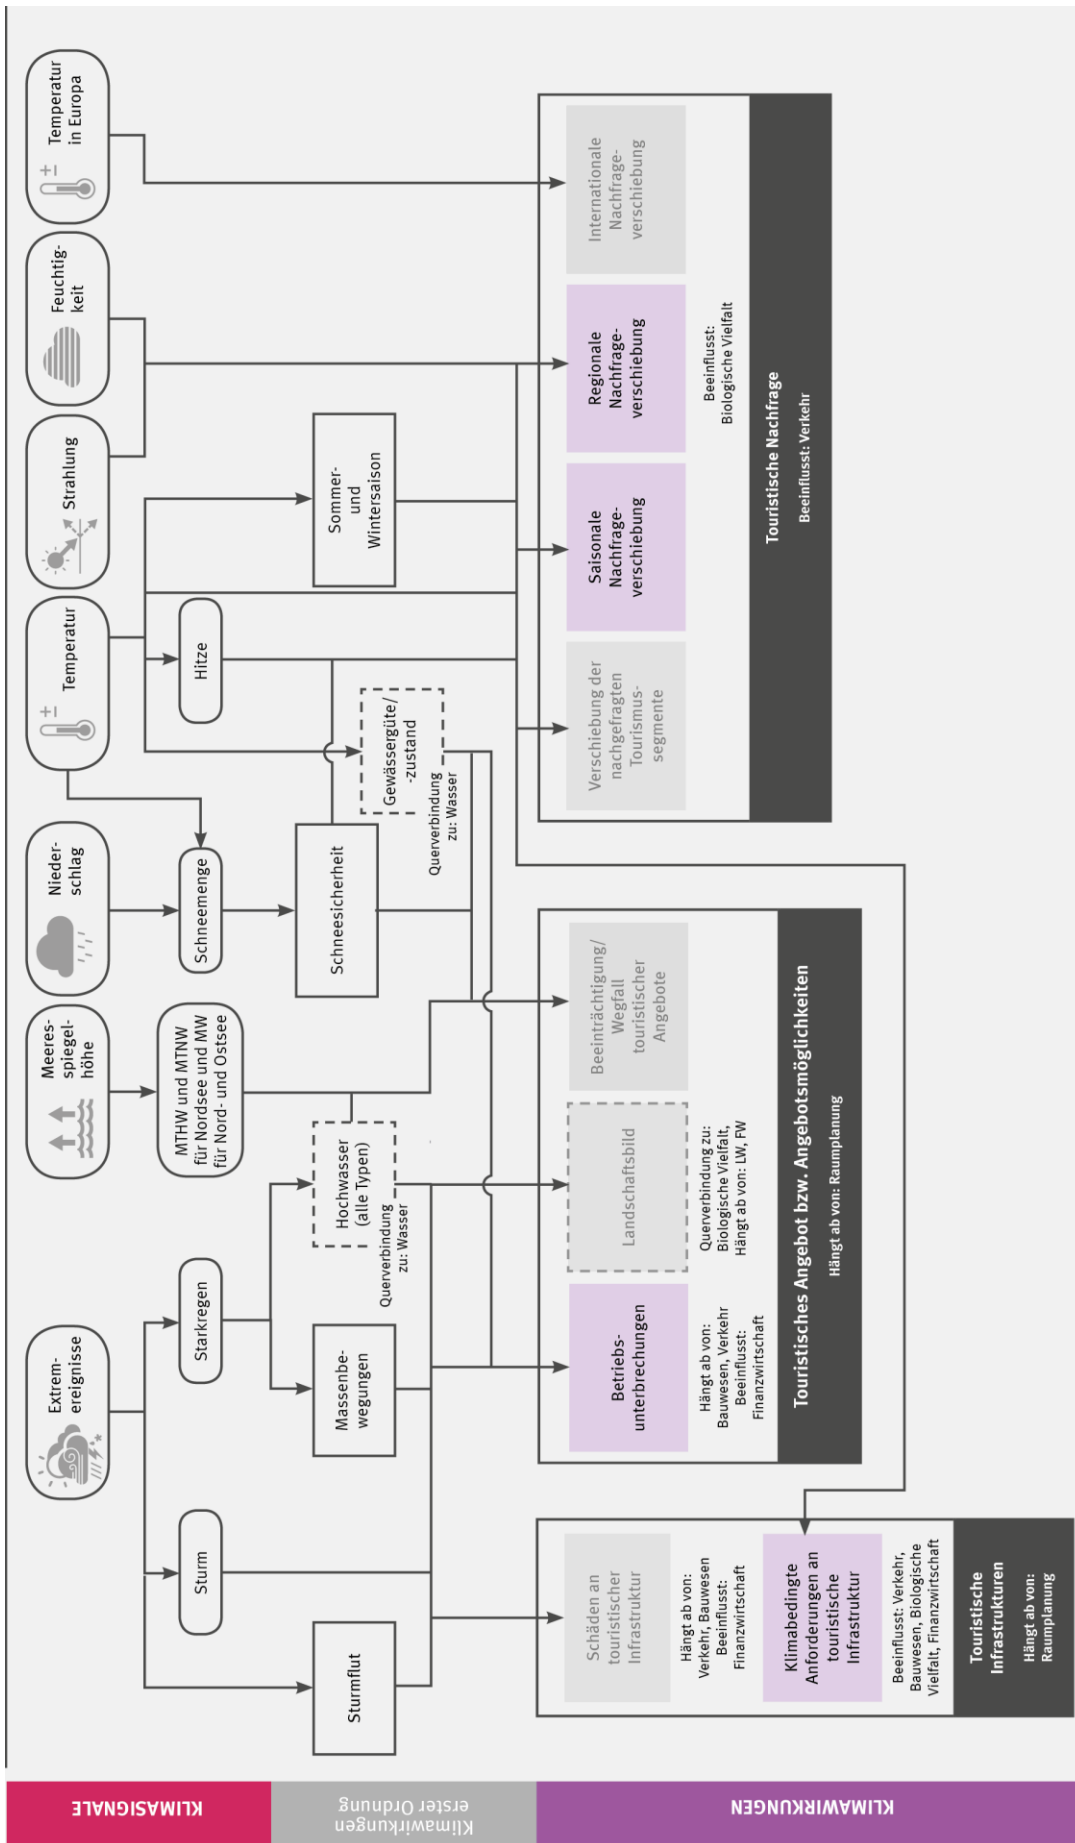 KLIMASIGNALE
Extrem-
ereignisse
Meeres-
spiegel-
höhe
Nieder-
schlag
Temperatur
Strahlung
Feuchtig-
keit
Temperatur
in Europa
Sturm
Starkregen
MTHW und MTNW
für Nordsee und MW
für Nord- und Ostsee
Schneemenge
Hitze
Klimawirkungen
erster Ordnung
Sturmflut
Massenbe-
wegungen
Hochwasser
(alle Typen)
Querverbindung
zu: Wasser
Schneesicherheit
Gewässergüte/
-zustand
Querverbindung
zu: Wasser
Sommer-
und
Wintersaison
KLIMAWIRKUNGEN
Schäden an
touristischer
Infrastruktur
Hängt ab von:
Verkehr, Bauwesen
Beeinflusst:
Finanzwirtschaft
Klimabedingte
Anforderungen an
touristische
Infrastruktur
Beeinflusst: Verkehr,
Bauwesen, Biologische
Vielfalt, Finanzwirtschaft
Touristische
Infrastrukturen
Hängt ab von:
Raumplanung
Betriebs-
unterbrechungen
Hängt ab von:
Bauwesen, Verkehr
Beeinflusst:
Finanzwirtschaft
Landschaftsbild
Querverbindung zu:
Biologische Vielfalt,
Hängt ab von: LW, FW
Beeinträchtigung/
Wegfall
touristischer
Angebote
Touristisches Angebot bzw. Angebotsmöglichkeiten
Hängt ab von: Raumplanung
Verschiebung der
nachgefragten
Tourismus-
segmente
Saisonale
Nachfrage-
verschiebung
Regionale
Nachfrage-
verschiebung
Beeinflusst:
Biologische Vielfalt
Internationale
Nachfrage-
verschiebung
Touristische Nachfrage
Beeinflusst: Verkehr